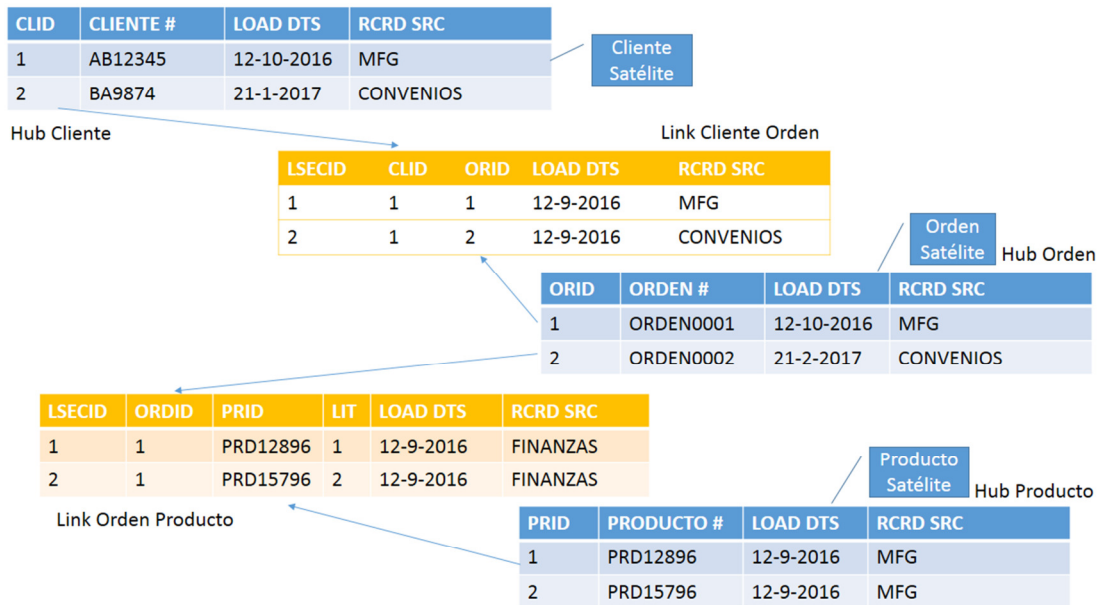 CLID CLIENTE # LOAD DTS RCRD SRC
1 AB12345 12-10-2016 MFG
2 BA9874 21-1-2017 CONVENIOS
Cliente
Satélite
Hub Cliente
Link Cliente Orden
LSECID CLID ORID LOAD DTS RCRD SRC
1 1 1 12-9-2016 MFG
2 1 2 12-9-2016 CONVENIOS
Orden
Satélite
Hub Orden
ORID ORDEN # LOAD DTS RCRD SRC
1 ORDEN0001 12-10-2016 MFG
2 ORDEN0002 21-2-2017 CONVENIOS
LSECID ORDID PRID LIT LOAD DTS RCRD SRC
1 1 PRD12896 1 12-9-2016 FINANZAS
2 1 PRD15796 2 12-9-2016 FINANZAS
Link Orden Producto
Producto
Satélite
Hub Producto
PRID PRODUCTO # LOAD DTS RCRD SRC
1 PRD12896 12-9-2016 MFG
2 PRD15796 12-9-2016 MFG